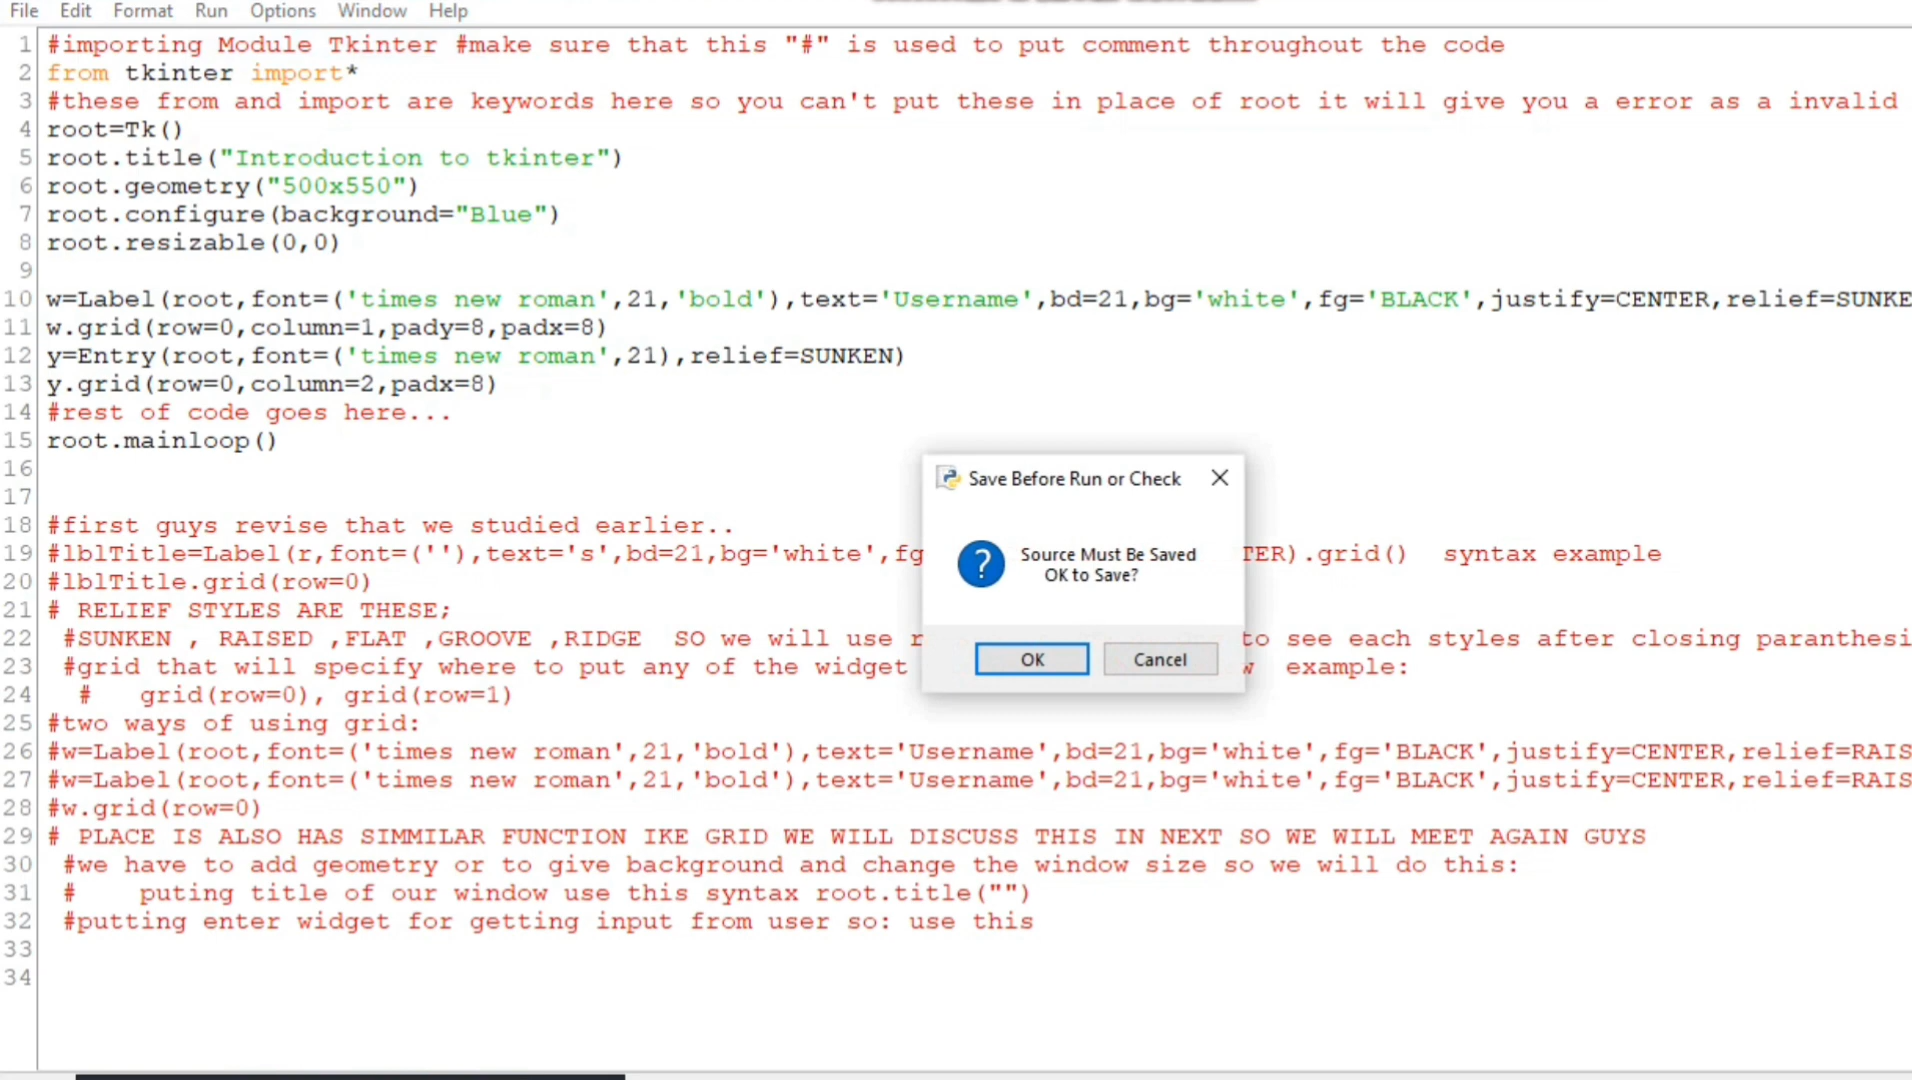 File Edit Format Run Options Window Help
1 #importing Module Tkinter #make sure that this "#" is used to put comment throughout the code
2 from tkinter import*
3 #these from and import are keywords here so you can't put these in place of root it will give you a error as a invalid
4 root=Tk()
5 root.title("Introduction to tkinter")
6 root.geometry("500x550")
7 root.configure(background="Blue")
8 root.resizable(0,0)
9
10 w=Label(root,font=('times new roman',21,'bold'),text='Username',bd=21,bg='white',fg='BLACK',justify=CENTER,relief=SUNKE
11 w.grid(row=0,column=1,pady=8,padx=8)
12 y=Entry(root,font=('times new roman',21),relief=SUNKEN)
13 y.grid(row=0,column=2,padx=8)
14 #rest of code goes here...
15 root.mainloop()
16
17
18 #first guys revise that we studied earlier..
19 #lblTitle=Label(r,font=(''),text='s',bd=21,bg='white',fg TER).grid() syntax example
20 #lblTitle.grid(row=0)
21 # RELIEF STYLES ARE THESE;
22 #SUNKEN , RAISED ,FLAT ,GROOVE ,RIDGE SO we will use to see each styles after closing paranthesi
23 #grid that will specify where to put any of the widget example:
24 # grid(row=0), grid(row=1)
25 #two ways of using grid:
26 #w=Label(root,font=('times new roman',21,'bold'),text='Username',bd=21,bg='white',fg='BLACK',justify=CENTER,relief=RAIS
27 #w=Label(root,font=('times new roman',21,'bold'),text='Username',bd=21,bg='white',fg='BLACK',justify=CENTER,relief=RAIS
28 #w.grid(row=0)
29 # PLACE IS ALSO HAS SIMMILAR FUNCTION IKE GRID WE WILL DISCUSS THIS IN NEXT SO WE WILL MEET AGAIN GUYS
30 #we have to add geometry or to give background and change the window size so we will do this:
31 # puting title of our window use this syntax root.title("")
32 #putting enter widget for getting input from user so: use this
33
34
Save Before Run or Check
Source Must Be Saved
OK to Save?
OK Cancel